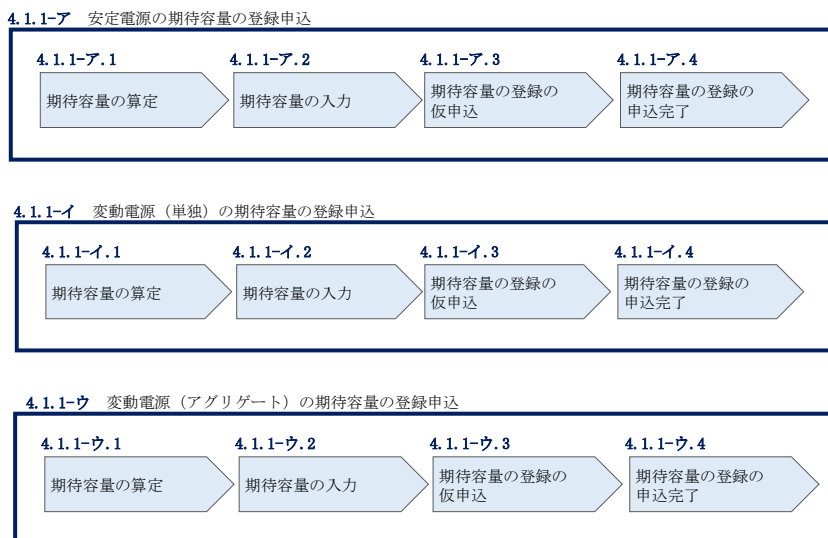 4.1.1-ア 安定電源の期待容量の登録申込
4.1.1-ア.1 4.1.1-ア.2 4.1.1-ア.3 4.1.1-ア.4
期待容量の算定 期待容量の入力 期待容量の登録の 期待容量の登録の
仮申込 申込完了
4.1.1-イ 変動電源（単独）の期待容量の登録申込
4.1.1-イ.1 4.1.1-イ.2 4.1.1-イ.3 4.1.1-イ.4
期待容量の算定 期待容量の入力 期待容量の登録の 期待容量の登録の
仮申込 申込完了
4.1.1-ウ 変動電源（アグリゲート）の期待容量の登録申込
4.1.1-ウ.1 4.1.1-ウ.2 4.1.1-ウ.3 4.1.1-ウ.4
期待容量の算定 期待容量の入力 期待容量の登録の 期待容量の登録の
仮申込 申込完了